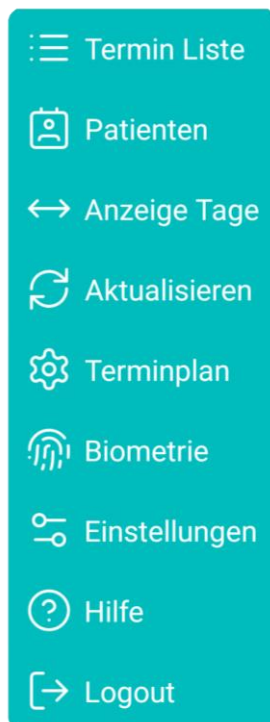 Termin Liste
Patienten
Anzeige Tage
Aktualisieren
Terminplan
Biometrie
Einstellungen
Hilfe
Logout